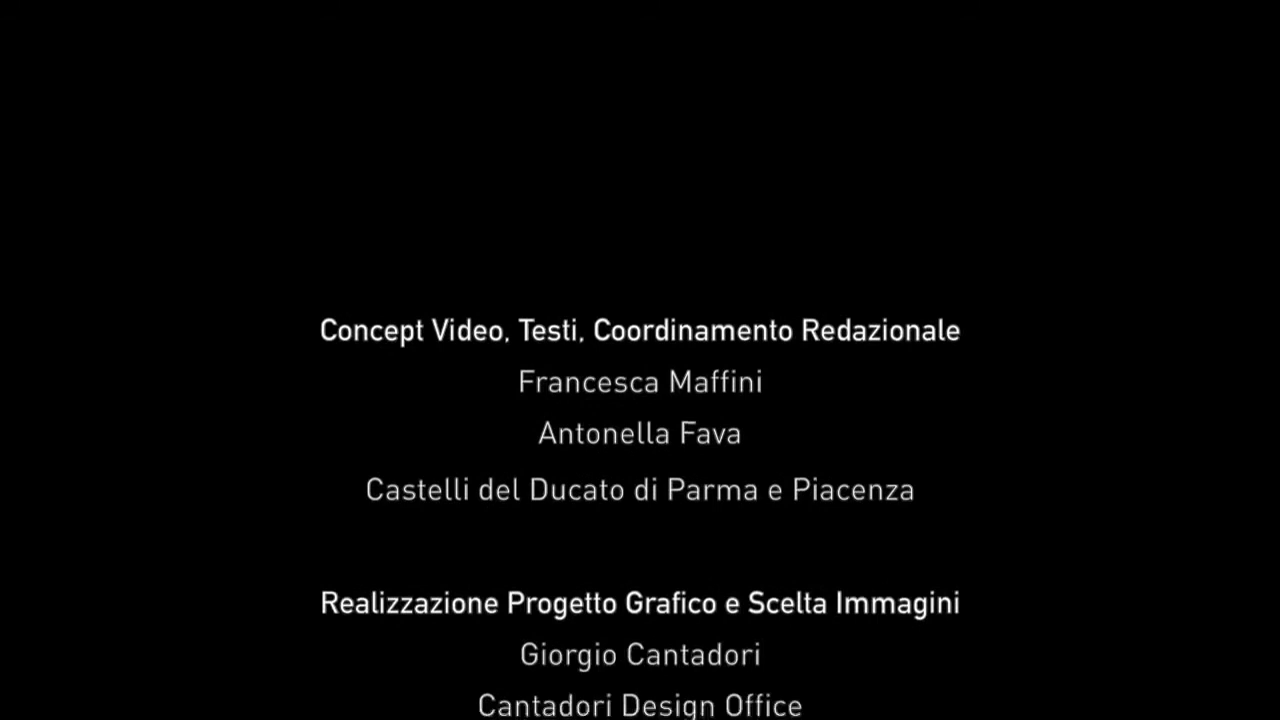 Concept Video, Testi, Coordinamento Redazionale
Francesca Maffini
Antonella Fava
Castelli del Ducato di Parma e Piacenza
Realizzazione Progetto Grafico e Scelta Immagini
Giorgio Cantadori
Cantadori Design Office